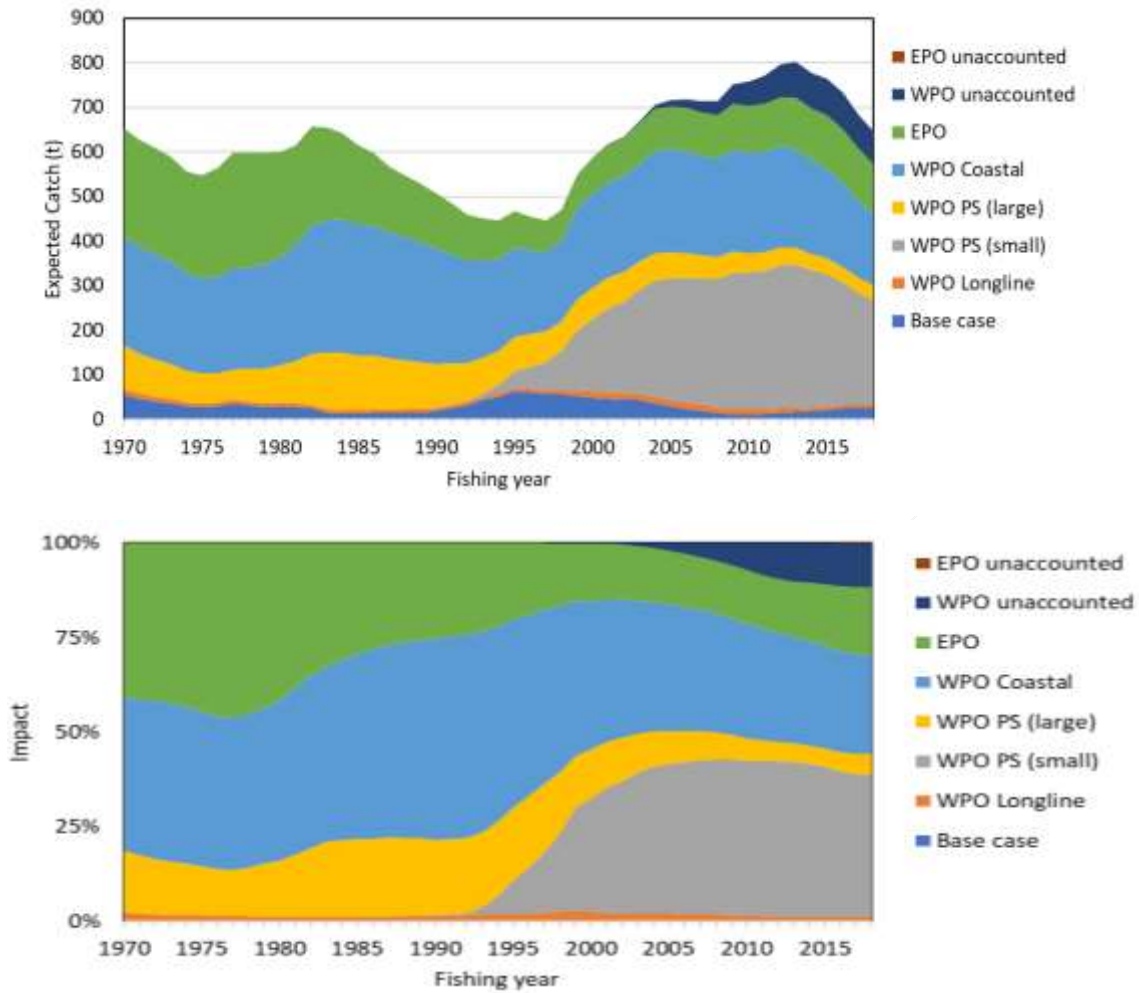 900
800
700
600
500
400
300
200
100
0
Expected Catch (t)
1970 1975 1980 1985 1990 1995 2000 2005 2010 2015
Fishing year
EPO unaccounted
WPO unaccounted
EPO
WPO Coastal
WPO PS (large)
WPO PS (small)
WPO Longline
Base case
100%
75%
50%
25%
0%
Impact
1970 1975 1980 1985 1990 1995 2000 2005 2010 2015
Fishing year
EPO unaccounted
WPO unaccounted
EPO
WPO Coastal
WPO PS (large)
WPO PS (small)
WPO Longline
Base case